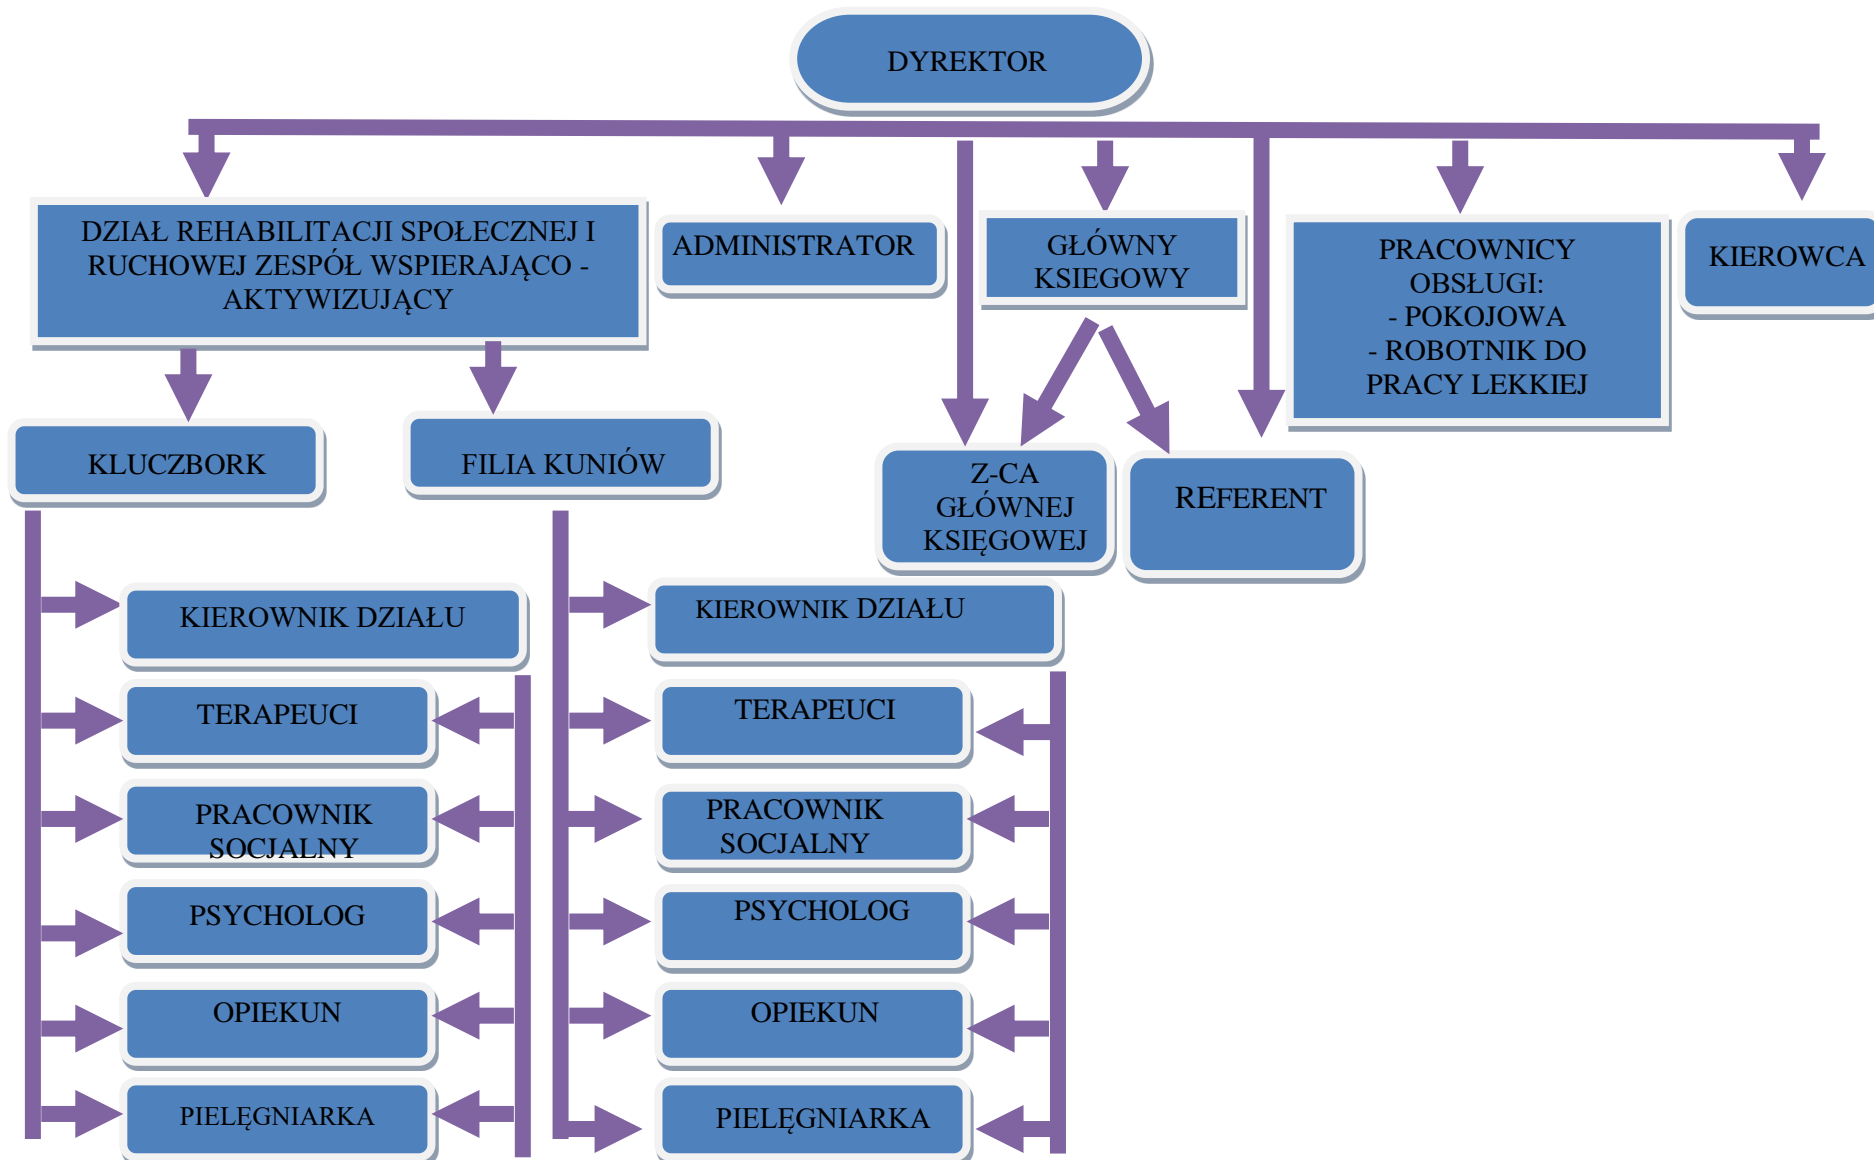 DYREKTOR
DZIAŁ REHABILITACJI SPOŁECZNEJ I
RUCHOWEJ ZESPÓŁ WSPIERAJĄCO -
AKTYWIZUJĄCY
ADMINISTRATOR
GŁÓWNY
KSIEGOWY
PRACOWNICY
OBSŁUGI:
- POKOJOWA
- ROBOTNIK DO
PRACY LEKKIEJ
KIEROWCA
KLUCZBORK
FILIA KUNIÓW
Z-CA
GŁÓWNEJ
KSIĘGOWEJ
REFERENT
KIEROWNIK DZIAŁU
TERAPEUCI
PRACOWNIK
SOCJALNY
PSYCHOLOG
OPIEKUN
PIELĘGNIARKA
KIEROWNIK DZIAŁU
TERAPEUCI
PRACOWNIK
SOCJALNY
PSYCHOLOG
OPIEKUN
PIELĘGNIARKA